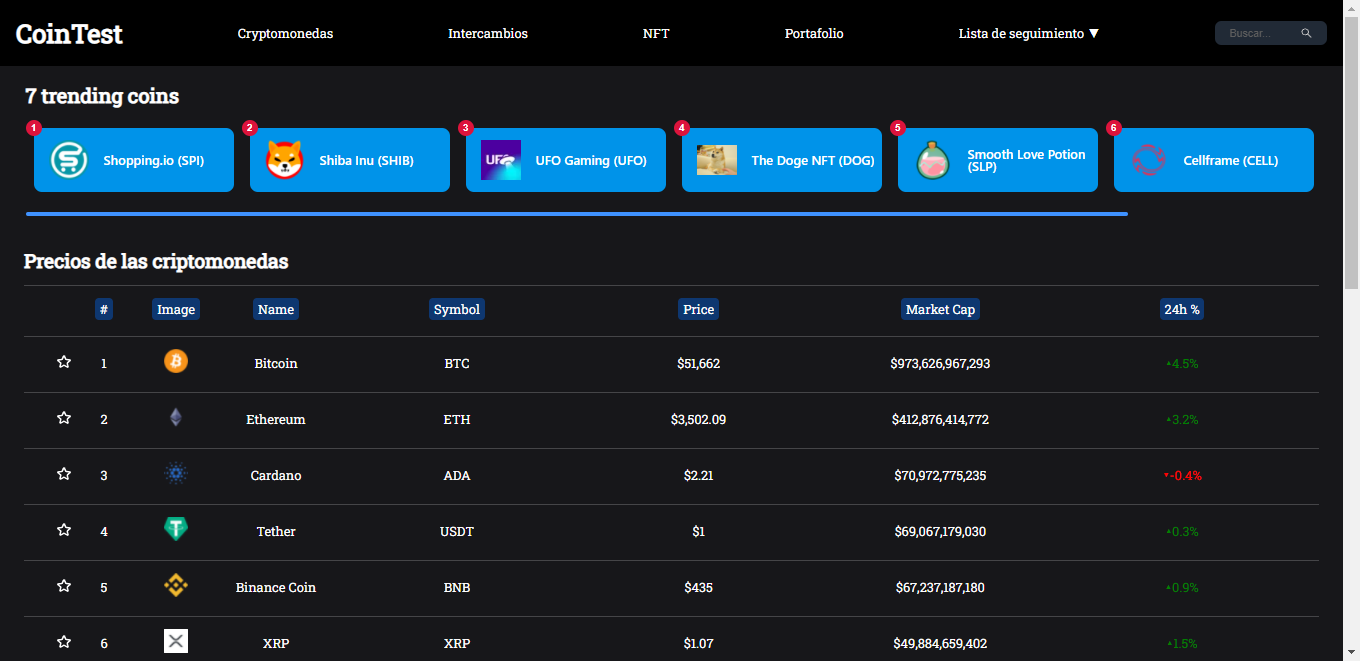 CoinTest Cryptomonedas Intercambios NFT Portafolio Lista de seguimiento ▼ Buscar...
7 trending coins
1 2 3 4 5 6
Shopping.io (SPI) Shiba Inu (SHIB) UFO UFO Gaming (UFO) The Doge NFT (DOG) Smooth Love Potion (SLP) Cellframe (CELL)
Precios de las criptomonedas
# Image Name Symbol Price Market Cap 24h %
1 Bitcoin BTC $51,662 $973,626,967,293 4.5%
2 Ethereum ETH $3,502.09 $412,876,414,772 3.2%
3 Cardano ADA $2.21 $70,972,775,235 -0.4%
4 Tether USDT $1 $69,067,179,030 0.3%
5 Binance Coin BNB $435 $67,237,187,180 0.9%
6 XRP XRP $1.07 $49,884,659,402 1.5%